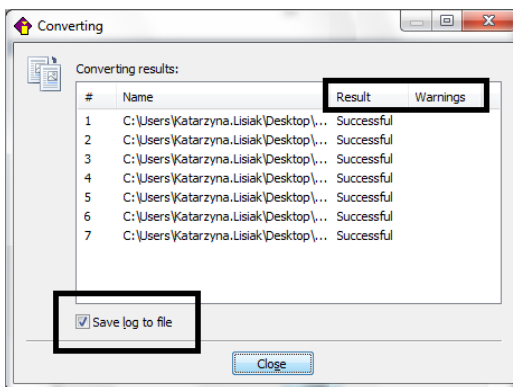 Converting
Converting results:
# Name Result Warnings
1 C:\Users\Katarzyna.Lisiak\Desktop\... Successful
2 C:\Users\Katarzyna.Lisiak\Desktop\... Successful
3 C:\Users\Katarzyna.Lisiak\Desktop\... Successful
4 C:\Users\Katarzyna.Lisiak\Desktop\... Successful
5 C:\Users\Katarzyna.Lisiak\Desktop\... Successful
6 C:\Users\Katarzyna.Lisiak\Desktop\... Successful
7 C:\Users\Katarzyna.Lisiak\Desktop\... Successful
Save log to file
Close